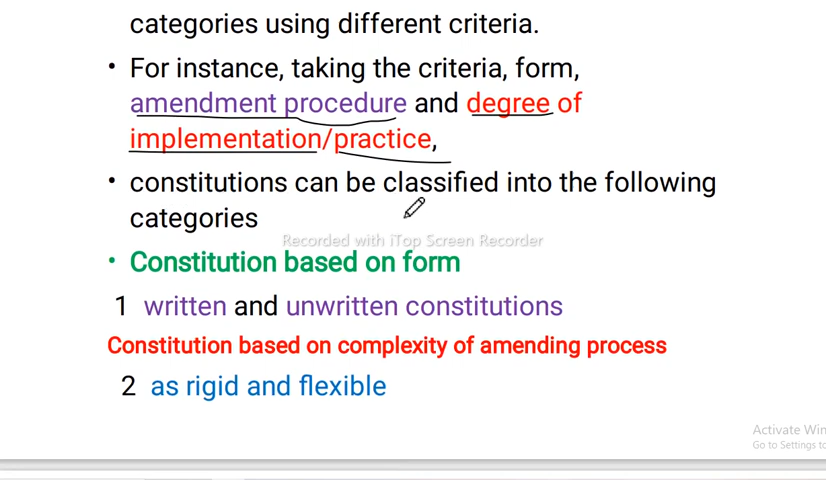 categories using different criteria.
• For instance, taking the criteria, form,
amendment procedure and degree of
implementation/practice,
• constitutions can be classified into the following
categories
Recorded with iTop Screen Recorder
• Constitution based on form
1 written and unwritten constitutions
Constitution based on complexity of amending process
2 as rigid and flexible
Activate Win
Go to Settings to